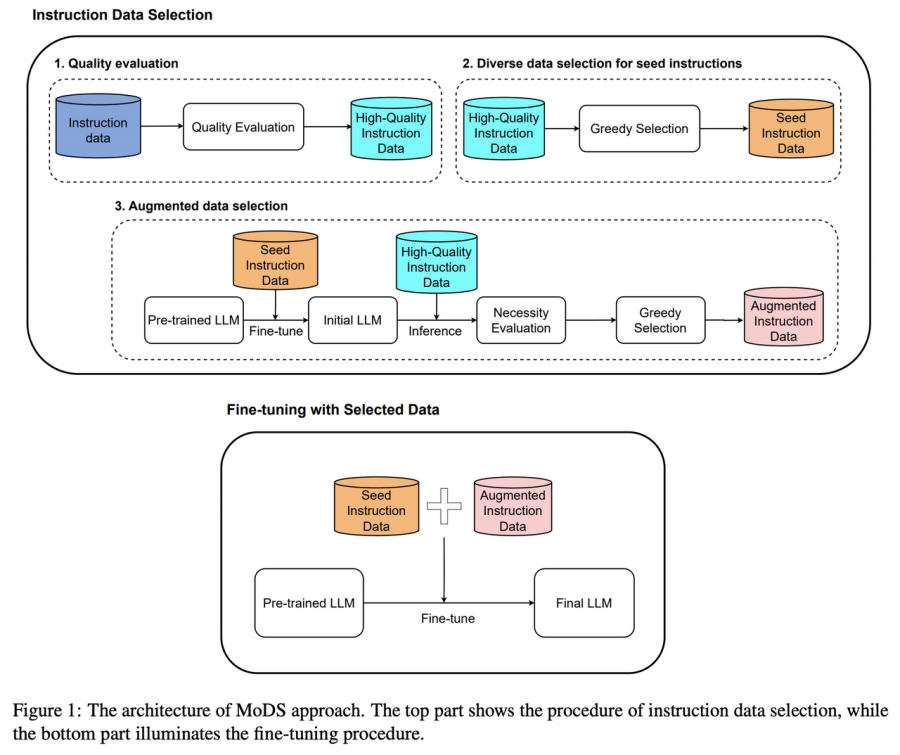 Instruction Data Selection
1. Quality evaluation
Instruction
data
Quality Evaluation
High-Quality
Instruction
Data
2. Diverse data selection for seed instructions
High-Quality
Instruction
Data
Greedy Selection
Seed
Instruction
Data
3. Augmented data selection
Seed
Instruction
Data
High-Quality
Instruction
Data
Pre-trained LLM
Fine-tune
Initial LLM
Inference
Necessity
Evaluation
Greedy
Selection
Augmented
Instruction
Data
Fine-tuning with Selected Data
Seed
Instruction
Data
Augmented
Instruction
Data
Pre-trained LLM
Fine-tune
Final LLM
Figure 1: The architecture of MoDS approach. The top part shows the procedure of instruction data selection, while
the bottom part illuminates the fine-tuning procedure.